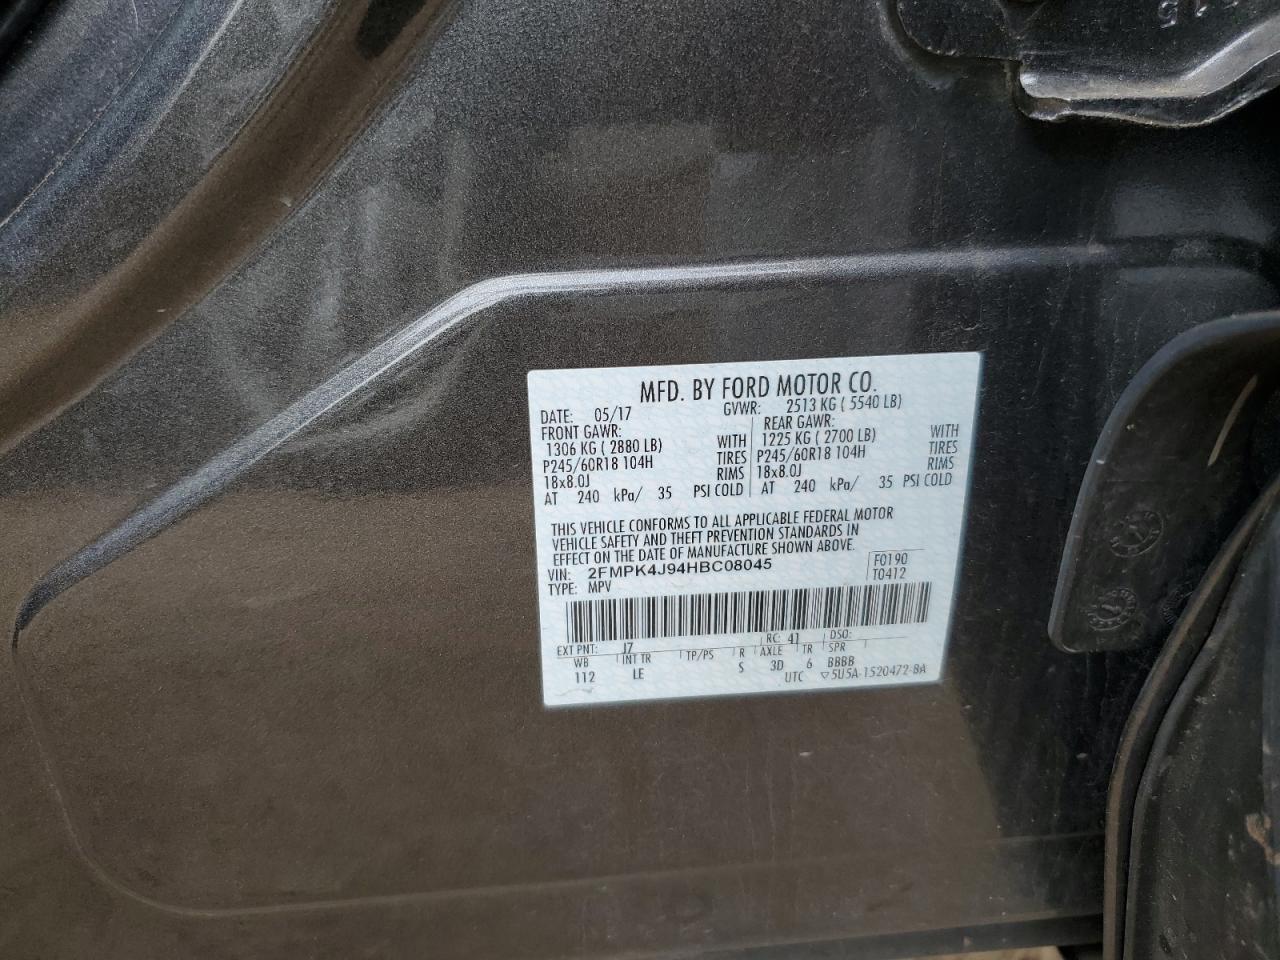 MFD. BY FORD MOTOR CO.
DATE: 05/17 GVWR: 2513 KG ( 5540 LB)
FRONT GAWR: REAR GAWR:
1306 KG ( 2880 LB) WITH 1225 KG ( 2700 LB) WITH
P245/60R18 104H TIRES P245/60R18 104H TIRES
18x8.0J RIMS 18x8.0J RIMS
AT 240 kPa/ 35 PSI COLD AT 240 kPa/ 35 PSI COLD
THIS VEHICLE CONFORMS TO ALL APPLICABLE FEDERAL MOTOR
VEHICLE SAFETY AND THEFT PREVENTION STANDARDS IN
EFFECT ON THE DATE OF MANUFACTURE SHOWN ABOVE.
VIN: 2FMPK4J94HBC08045 F0190
TYPE: MPV T0412
EXT PNT: J7 RC: 41 DSO:
WB INT TR TP/PS R AXLE TR SPR
112 LE S 3D 6 BBBB
UTC ▽5U5A-1520472-BA
15